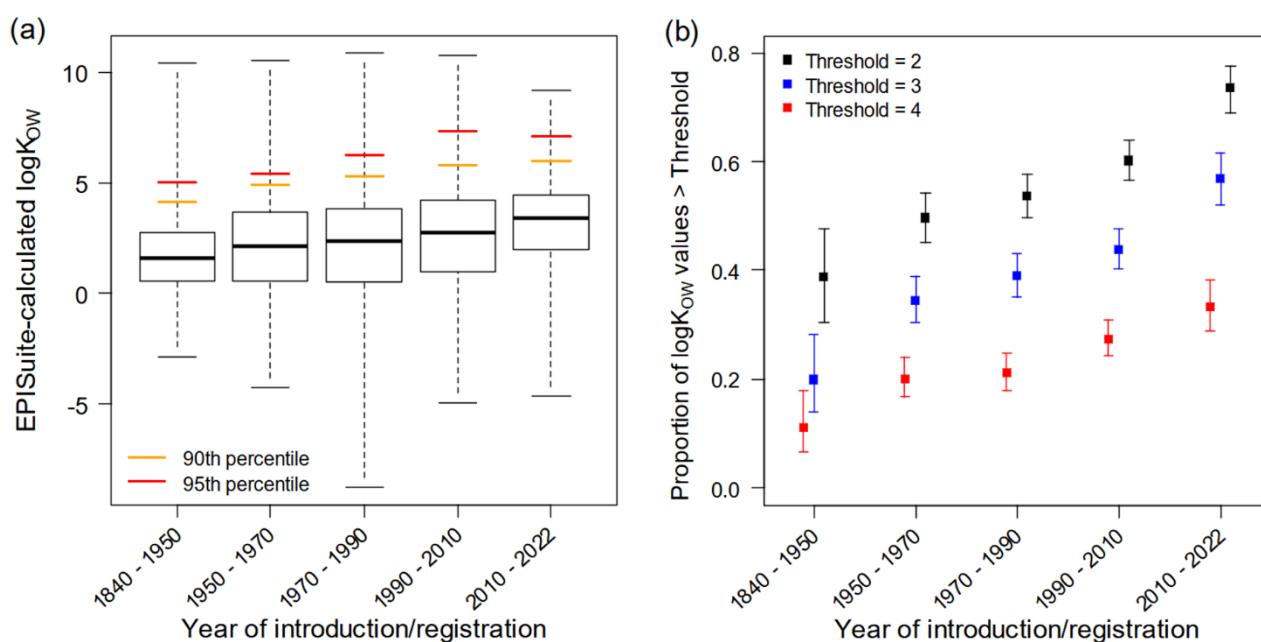 (a)
EPISuite-calculated logKOW
10
5
0
-5
90th percentile
95th percentile
1840 - 1950
1950 - 1970
1970 - 1990
1990 - 2010
2010 - 2022
Year of introduction/registration
(b)
Proportion of logKOW values > Threshold
0.8
0.6
0.4
0.2
0.0
Threshold = 2
Threshold = 3
Threshold = 4
1840 - 1950
1950 - 1970
1970 - 1990
1990 - 2010
2010 - 2022
Year of introduction/registration